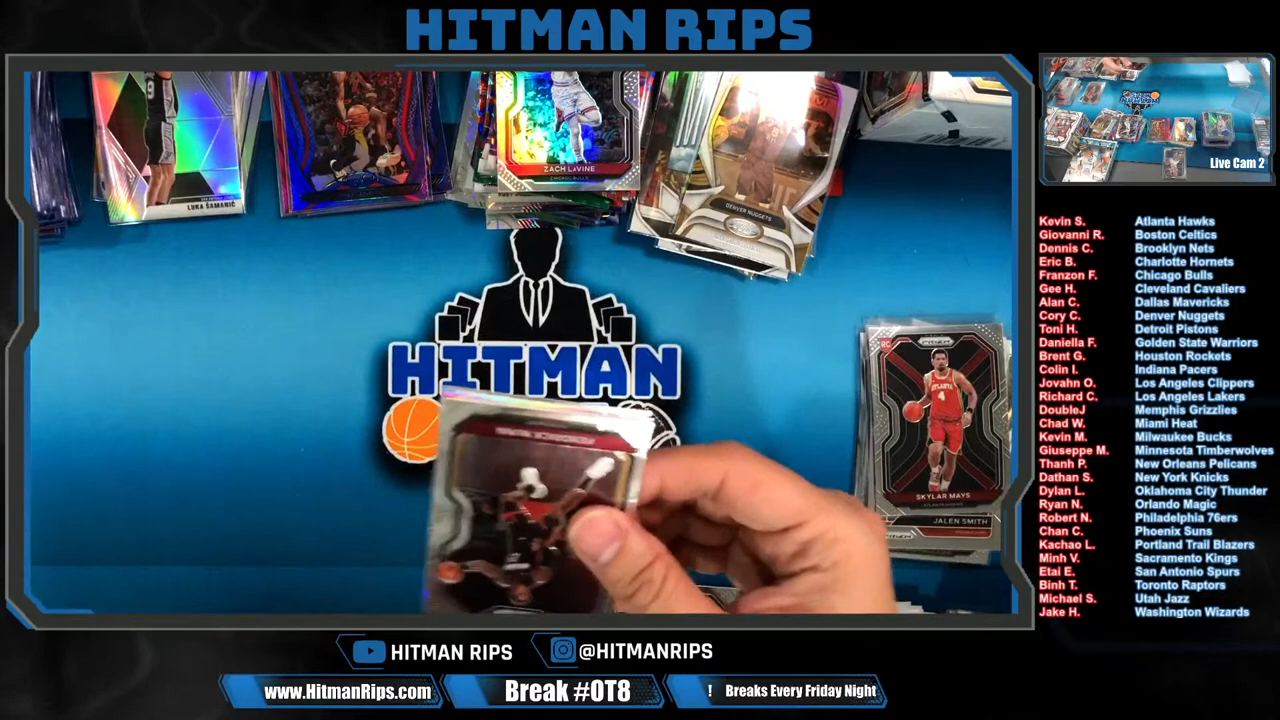 HITMAN RIPS
LUKA ŠAMANIĆ
ZACH LAVINE
CHICAGO BULLS
DENVER NUGGETS
HITMAN
RC
PRIZM
ATLANTA
4
SKYLAR MAYS
ATLANTA HAWKS
JALEN SMITH
Live Cam 2
Kevin S. Atlanta Hawks
Giovanni R. Boston Celtics
Dennis C. Brooklyn Nets
Eric B. Charlotte Hornets
Franzon F. Chicago Bulls
Gee H. Cleveland Cavaliers
Alan C. Dallas Mavericks
Cory C. Denver Nuggets
Toni H. Detroit Pistons
Daniella F. Golden State Warriors
Brent G. Houston Rockets
Colin I. Indiana Pacers
Jovahn O. Los Angeles Clippers
Richard C. Los Angeles Lakers
DoubleJ Memphis Grizzlies
Chad W. Miami Heat
Kevin M. Milwaukee Bucks
Giuseppe M. Minnesota Timberwolves
Thanh P. New Orleans Pelicans
Dathan S. New York Knicks
Dylan L. Oklahoma City Thunder
Ryan N. Orlando Magic
Robert N. Philadelphia 76ers
Chan C. Phoenix Suns
Kachao L. Portland Trail Blazers
Minh V. Sacramento Kings
Etai E. San Antonio Spurs
Binh T. Toronto Raptors
Michael S. Utah Jazz
Jake H. Washington Wizards
HITMAN RIPS @HITMANRIPS
www.HitmanRips.com Break #OT8 ! Breaks Every Friday Night